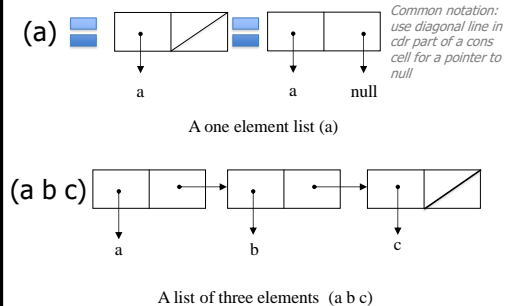 (a)
Common notation:
use diagonal line in
cdr part of a cons
cell for a pointer to
null
a
a
null
A one element list (a)
(a b c)
a
b
c
A list of three elements (a b c)